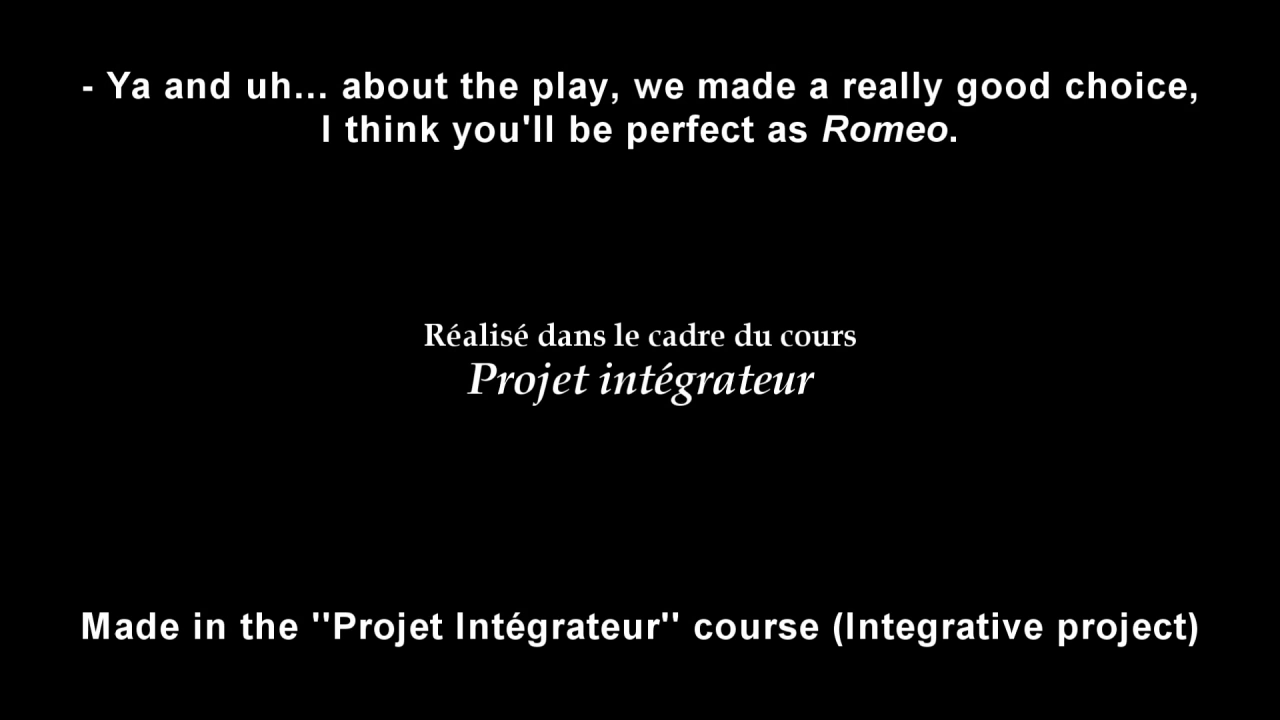 - Ya and uh... about the play, we made a really good choice,
I think you'll be perfect as Romeo.
Réalisé dans le cadre du cours
Projet intégrateur
Made in the ''Projet Intégrateur'' course (Integrative project)